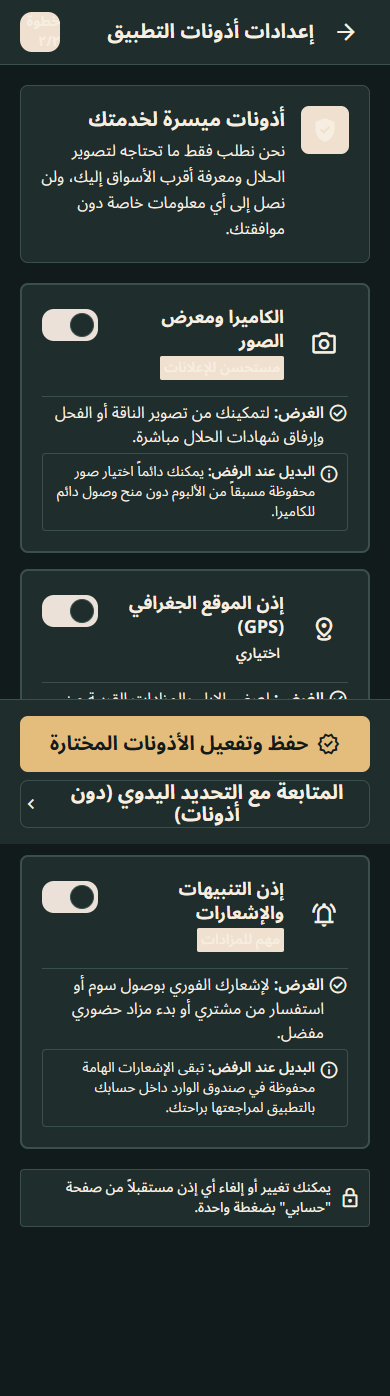 إعدادات أذونات التطبيق
خطوة
٢/٣
أذونات ميسرة لخدمتك
نحن نطلب فقط ما تحتاجه لتصوير
الحلال ومعرفة أقرب الأسواق إليك، ولن
نصل إلى أي معلومات خاصة دون
موافقتك.
الكاميرا ومعرض
الصور
مستحسن للإعلانات
الغرض: لتمكينك من تصوير الناقة أو الفحل
وإرفاق شهادات الحلال مباشرة.
البديل عند الرفض: يمكنك دائماً اختيار صور
محفوظة مسبقاً من الألبوم دون منح وصول دائم
للكاميرا.
إذن الموقع الجغرافي
(GPS)
اختياري
حفظ وتفعيل الأذونات المختارة
المتابعة مع التحديد اليدوي (دون
أذونات)
إذن التنبيهات
والإشعارات
مهم للمزادات
الغرض: لإشعارك الفوري بوصول سوم أو
استفسار من مشتري أو بدء مزاد حضوري
مفضل.
البديل عند الرفض: تبقى الإشعارات الهامة
محفوظة في صندوق الوارد داخل حسابك
بالتطبيق لمراجعتها براحتك.
يمكنك تغيير أو إلغاء أي إذن مستقبلاً من صفحة
"حسابي" بضغطة واحدة.